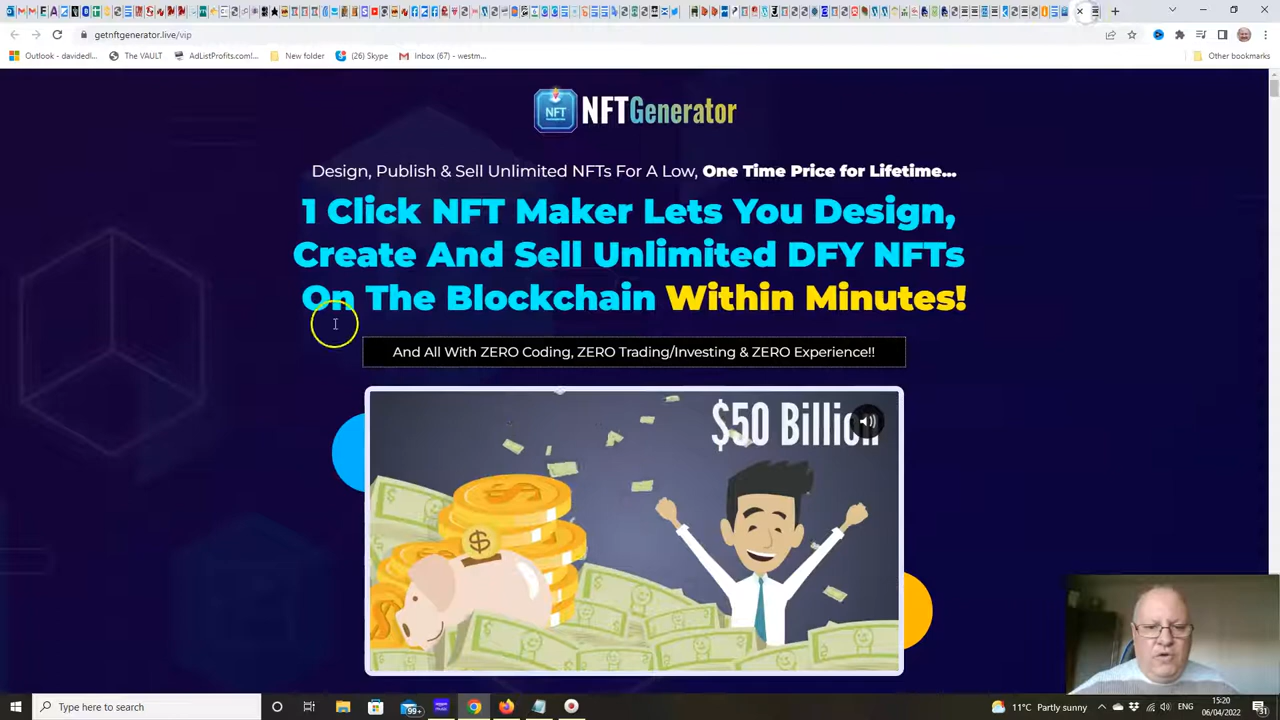 getnftgenerator.live/vip
Outlook - davidedl...
The VAULT
AdListProfits.com!...
New folder
(26) Skype
Inbox (67) - westm...
Other bookmarks
NFT
NFTGenerator
Design, Publish & Sell Unlimited NFTs For A Low, One Time Price for Lifetime...
1 Click NFT Maker Lets You Design,
Create And Sell Unlimited DFY NFTs
On The Blockchain Within Minutes!
And All With ZERO Coding, ZERO Trading/Investing & ZERO Experience!!
$50 Billion
Type here to search
99+
11°C Partly sunny
ENG
15:20
06/04/2022